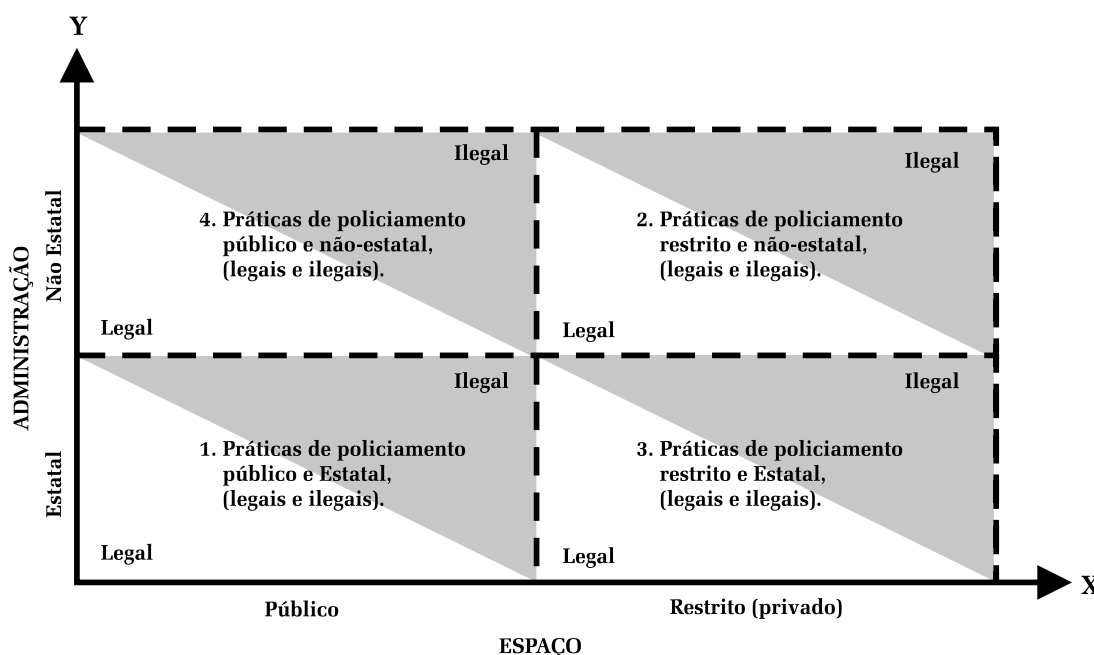 Y
Ilegal
Ilegal
4. Práticas de policiamento
público e não-estatal,
(legais e ilegais).
2. Práticas de policiamento
restrito e não-estatal,
(legais e ilegais).
Legal
Legal
Não Estatal
ADMINISTRAÇÃO
Estatal
Ilegal
Ilegal
1. Práticas de policiamento
público e Estatal,
(legais e ilegais).
3. Práticas de policiamento
restrito e Estatal,
(legais e ilegais).
Legal
Legal
X
Público
Restrito (privado)
ESPAÇO